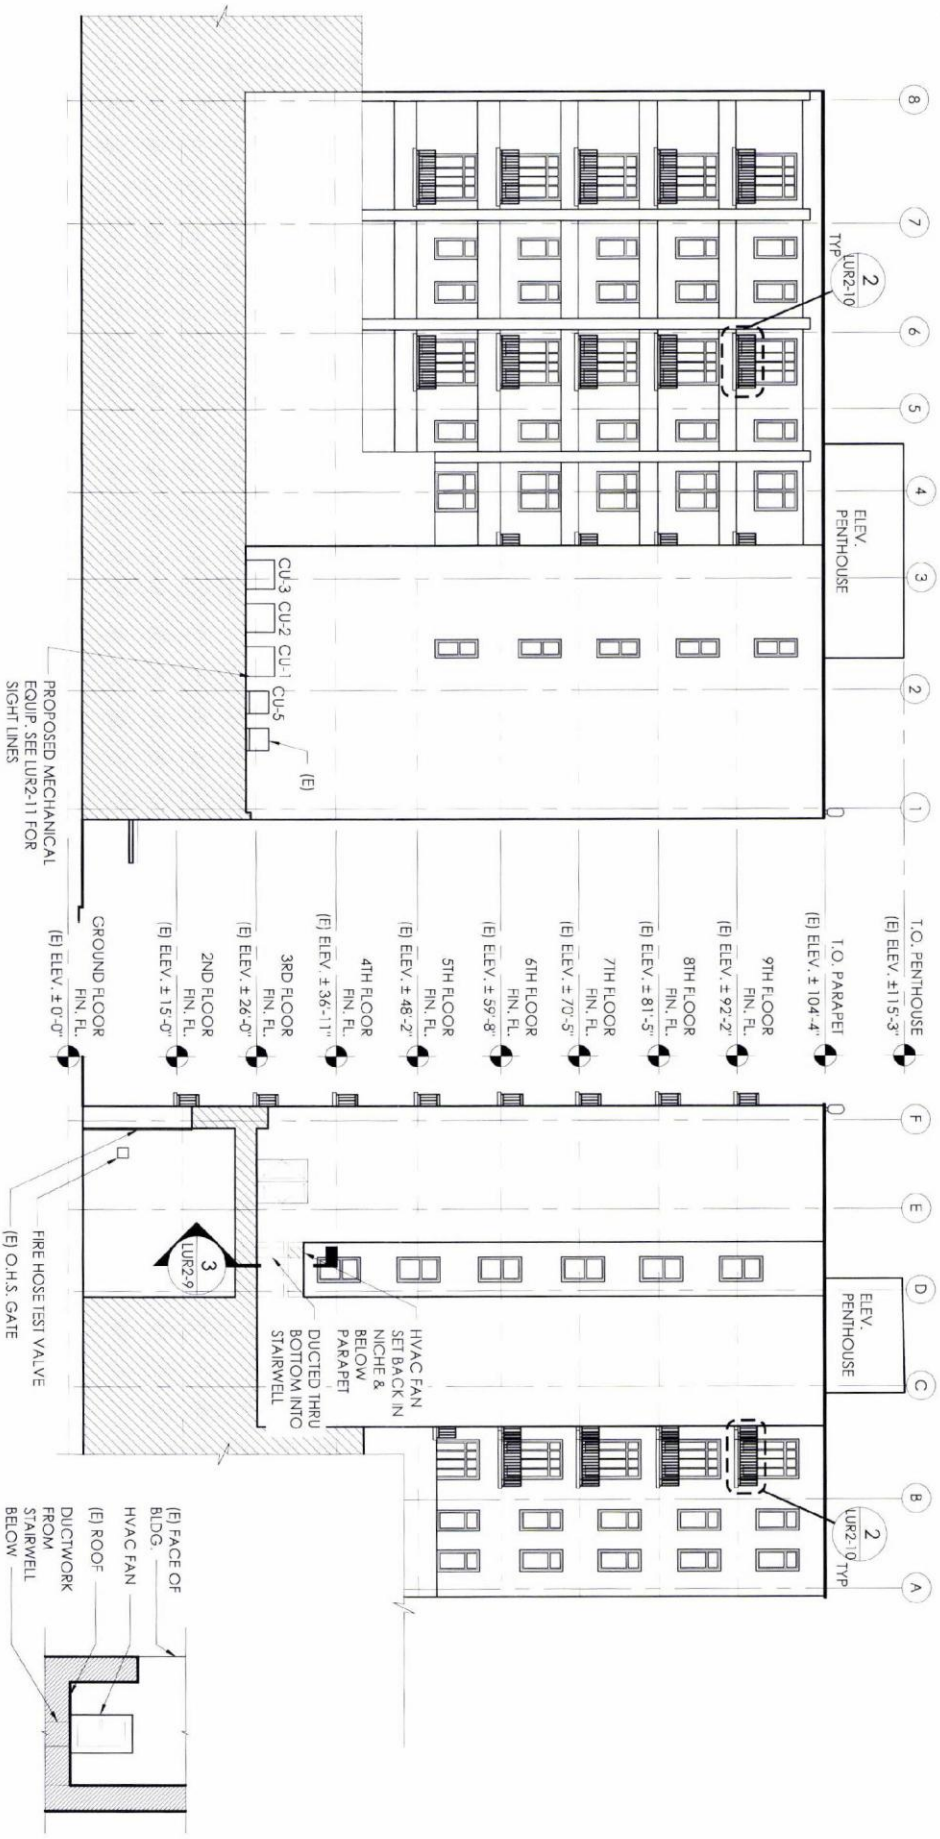 8
7
6
5
4
3
2
1
2
LUR2-10
TYP
ELEV.
PENTHOUSE
CU-3
CU-2
CU-1
CU-5
(E)
PROPOSED MECHANICAL
EQUIP. SEE LUR2-11 FOR
SIGHT LINES
T.O. PENTHOUSE
(E) ELEV. ±115'-3"
T.O. PARAPET
(E) ELEV. ± 104'-4"
9TH FLOOR
FIN. FL.
(E) ELEV. ± 92'-2"
8TH FLOOR
FIN. FL.
(E) ELEV. ± 81'-5"
7TH FLOOR
FIN. FL.
(E) ELEV. ± 70'-5"
6TH FLOOR
FIN. FL.
(E) ELEV. ± 59'-8"
5TH FLOOR
FIN. FL.
(E) ELEV. ± 48'-2"
4TH FLOOR
FIN. FL.
(E) ELEV. ± 36'-11"
3RD FLOOR
FIN. FL.
(E) ELEV. ± 26'-0"
2ND FLOOR
FIN. FL.
(E) ELEV. ± 15'-0"
GROUND FLOOR
FIN. FL.
(E) ELEV. ± 0'-0"
F
E
D
C
B
A
ELEV.
PENTHOUSE
2
LUR2-10
TYP
HVAC FAN
SET BACK IN
NICHE &
BELOW
PARAPET
DUCTED THRU
BOTTOM INTO
STAIRWELL
3
LUR2-9
FIRE HOSE TEST VALVE
(E) O.H.S. GATE
(E) FACE OF
BLDG.
HVAC FAN
(E) ROOF
DUCTWORK
FROM
STAIRWELL
BELOW